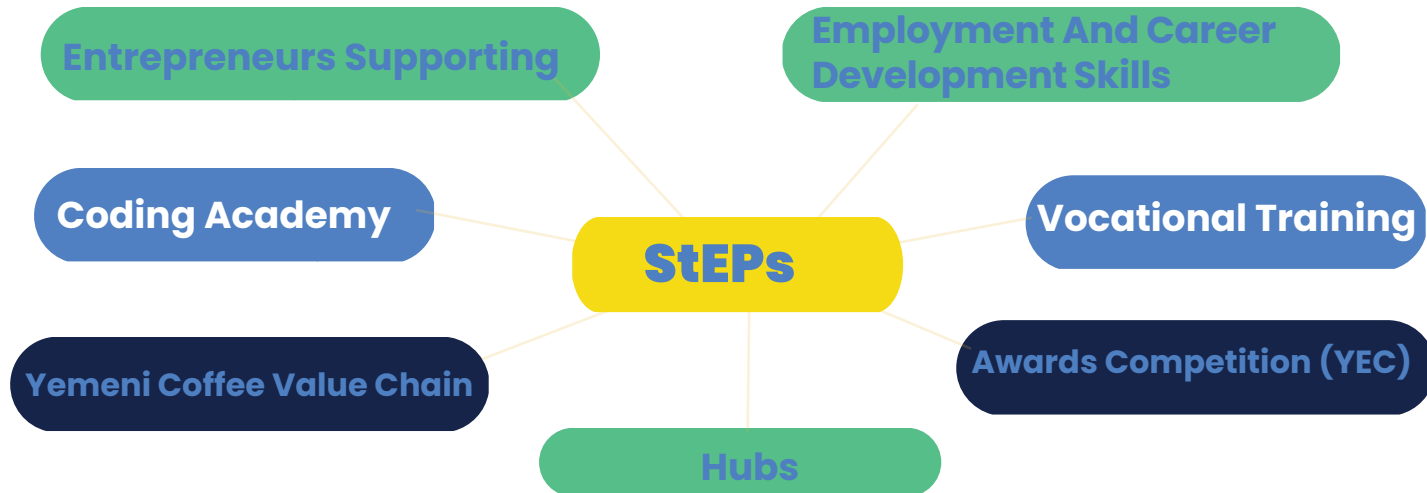 Entrepreneurs Supporting
Employment And Career
Development Skills
Coding Academy
Vocational Training
StEPs
Yemeni Coffee Value Chain
Awards Competition (YEC)
Hubs